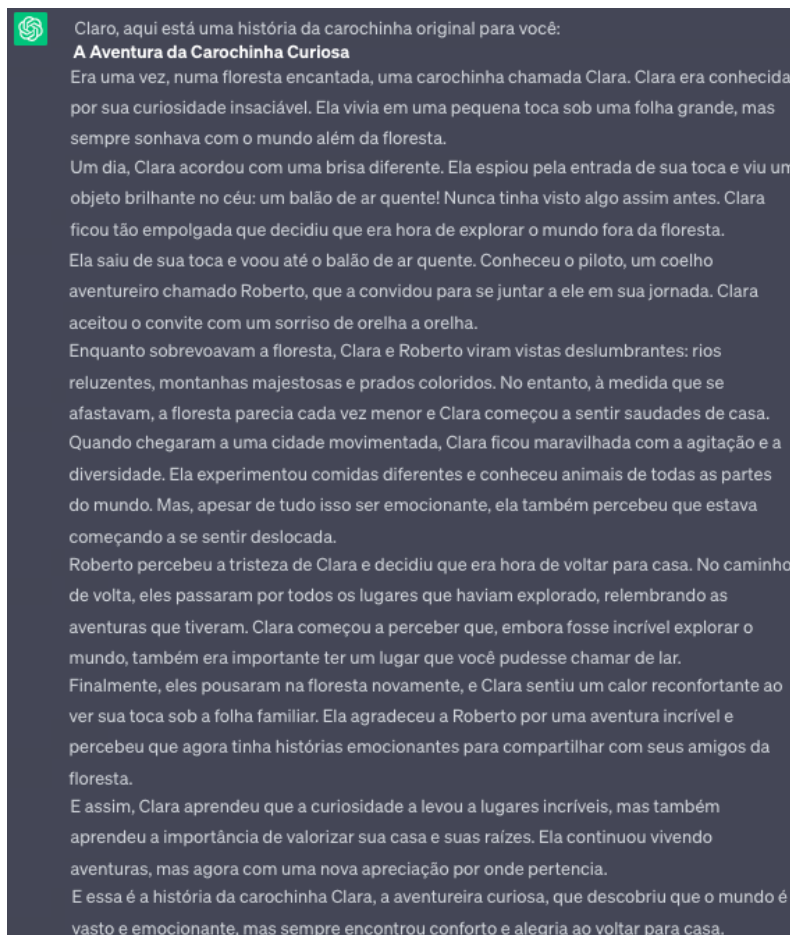 Claro, aqui está uma história da carochinha original para você:
A Aventura da Carochinha Curiosa
Era uma vez, numa floresta encantada, uma carochinha chamada Clara. Clara era conhecida
por sua curiosidade insaciável. Ela vivia em uma pequena toca sob uma folha grande, mas
sempre sonhava com o mundo além da floresta.
Um dia, Clara acordou com uma brisa diferente. Ela espiou pela entrada de sua toca e viu um
objeto brilhante no céu: um balão de ar quente! Nunca tinha visto algo assim antes. Clara
ficou tão empolgada que decidiu que era hora de explorar o mundo fora da floresta.
Ela saiu de sua toca e voou até o balão de ar quente. Conheceu o piloto, um coelho
aventureiro chamado Roberto, que a convidou para se juntar a ele em sua jornada. Clara
aceitou o convite com um sorriso de orelha a orelha.
Enquanto sobrevoavam a floresta, Clara e Roberto viram vistas deslumbrantes: rios
reluzentes, montanhas majestosas e prados coloridos. No entanto, à medida que se
afastavam, a floresta parecia cada vez menor e Clara começou a sentir saudades de casa.
Quando chegaram a uma cidade movimentada, Clara ficou maravilhada com a agitação e a
diversidade. Ela experimentou comidas diferentes e conheceu animais de todas as partes
do mundo. Mas, apesar de tudo isso ser emocionante, ela também percebeu que estava
começando a se sentir deslocada.
Roberto percebeu a tristeza de Clara e decidiu que era hora de voltar para casa. No caminho
de volta, eles passaram por todos os lugares que haviam explorado, relembrando as
aventuras que tiveram. Clara começou a perceber que, embora fosse incrível explorar o
mundo, também era importante ter um lugar que você pudesse chamar de lar.
Finalmente, eles pousaram na floresta novamente, e Clara sentiu um calor reconfortante ao
ver sua toca sob a folha familiar. Ela agradeceu a Roberto por uma aventura incrível e
percebeu que agora tinha histórias emocionantes para compartilhar com seus amigos da
floresta.
E assim, Clara aprendeu que a curiosidade a levou a lugares incríveis, mas também
aprendeu a importância de valorizar sua casa e suas raízes. Ela continuou vivendo
aventuras, mas agora com uma nova apreciação por onde pertencia.
E essa é a história da carochinha Clara, a aventureira curiosa, que descobriu que o mundo é
vasto e emocionante, mas sempre encontrou conforto e alegria ao voltar para casa.